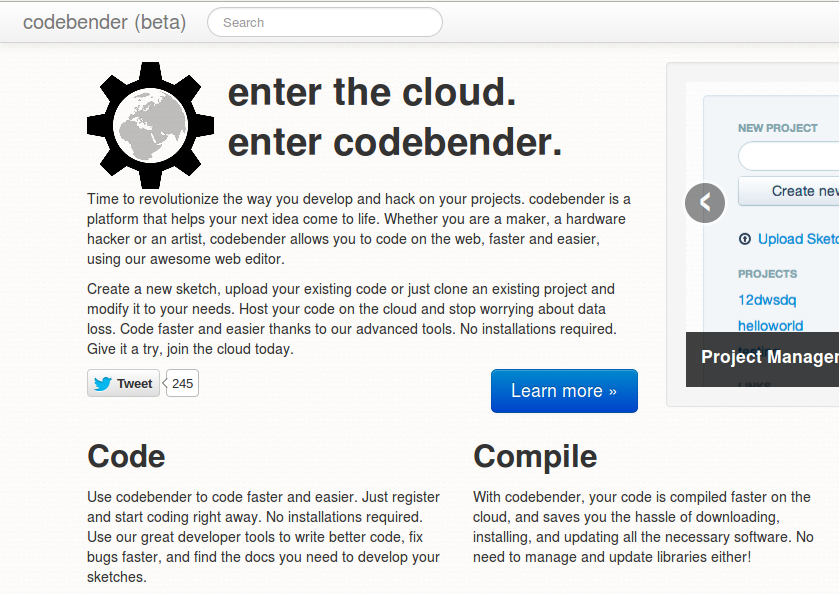 codebender (beta)
Search
enter the cloud.
enter codebender.
Time to revolutionize the way you develop and hack on your projects. codebender is a
platform that helps your next idea come to life. Whether you are a maker, a hardware
hacker or an artist, codebender allows you to code on the web, faster and easier,
using our awesome web editor.
Create a new sketch, upload your existing code or just clone an existing project and
modify it to your needs. Host your code on the cloud and stop worrying about data
loss. Code faster and easier thanks to our advanced tools. No installations required.
Give it a try, join the cloud today.
Tweet 245
Learn more »
NEW PROJECT
Create new
Upload Sketc
PROJECTS
12dwsdq
helloworld
Project Manager
Code
Use codebender to code faster and easier. Just register
and start coding right away. No installations required.
Use our great developer tools to write better code, fix
bugs faster, and find the docs you need to develop your
sketches.
Compile
With codebender, your code is compiled faster on the
cloud, and saves you the hassle of downloading,
installing, and updating all the necessary software. No
need to manage and update libraries either!